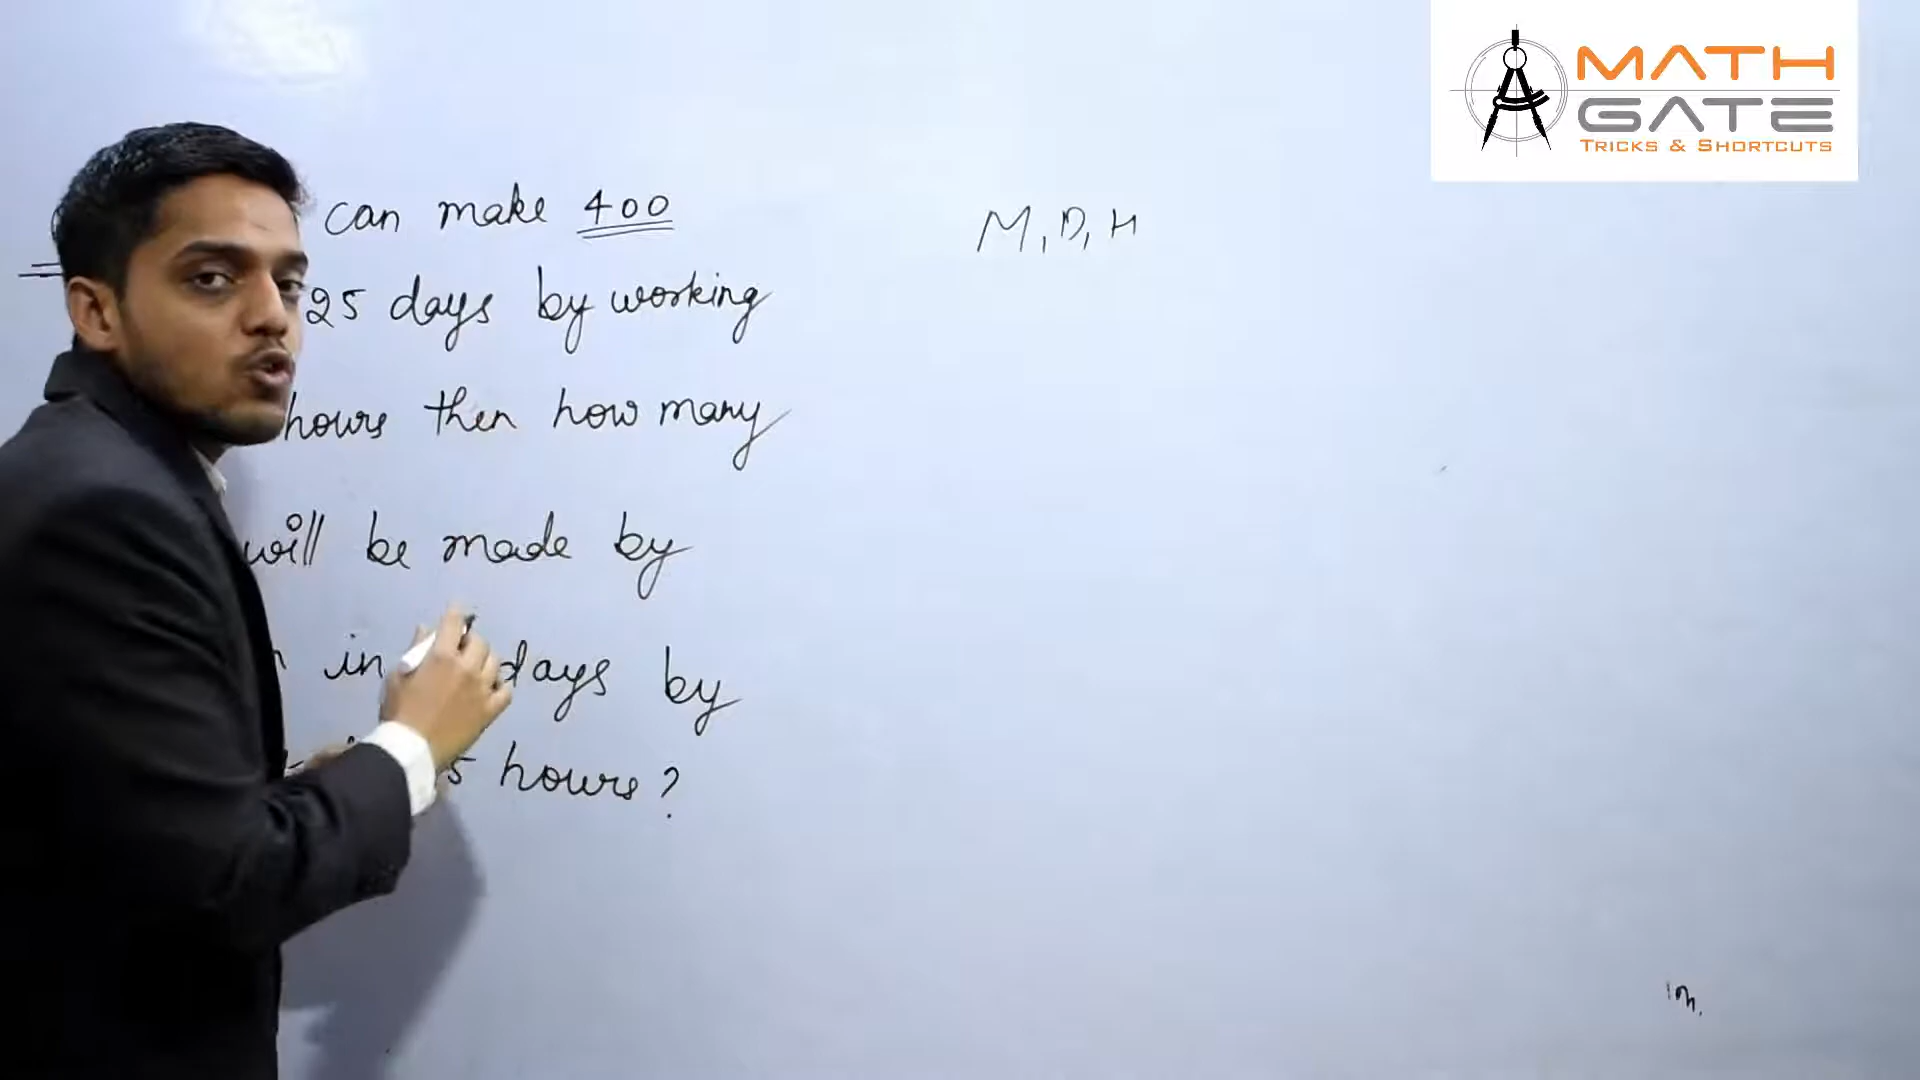 MATH
GATE
TRICKS & SHORTCUTS
can make 400
25 days by working
hours then how many
will be made by
in days by
5 hours?
M, D, H